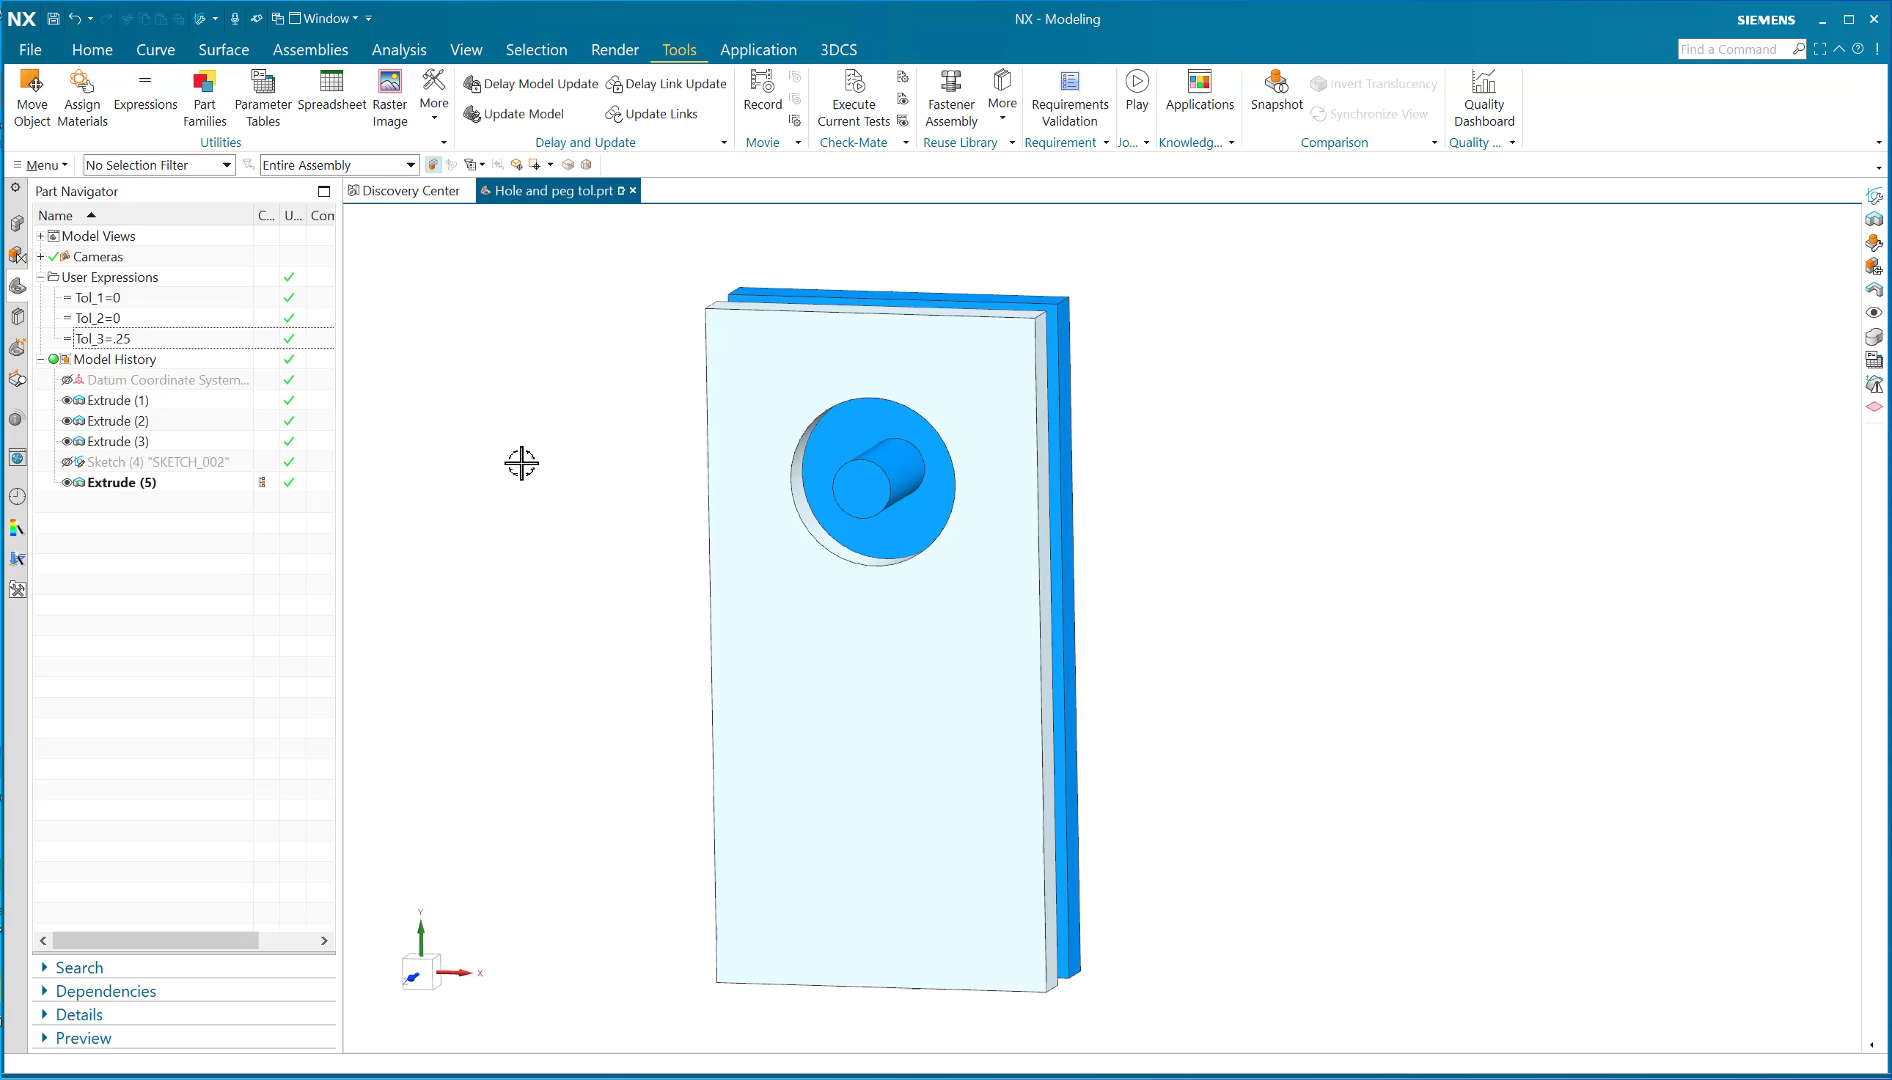 NX
Window
NX - Modeling
SIEMENS
File
Home
Curve
Surface
Assemblies
Analysis
View
Selection
Render
Tools
Application
3DCS
Find a Command
Move Object
Assign Materials
Expressions
Part Families
Parameter Tables
Spreadsheet
Raster Image
More
Delay Model Update
Delay Link Update
Update Model
Update Links
Record
Execute Current Tests
Fastener Assembly
More
Requirements Validation
Play
Applications
Snapshot
Invert Translucency
Synchronize View
Quality Dashboard
Utilities
Delay and Update
Movie
Check-Mate
Reuse Library
Requirement
Jo...
Knowledg...
Comparison
Quality ...
Menu
No Selection Filter
Entire Assembly
Part Navigator
Discovery Center
Hole and peg tol.prt
Name
C...
U...
Con
Model Views
Cameras
User Expressions
Tol_1=0
Tol_2=0
Tol_3=.25
Model History
Datum Coordinate System...
Extrude (1)
Extrude (2)
Extrude (3)
Sketch (4) "SKETCH_002"
Extrude (5)
Y
X
Search
Dependencies
Details
Preview